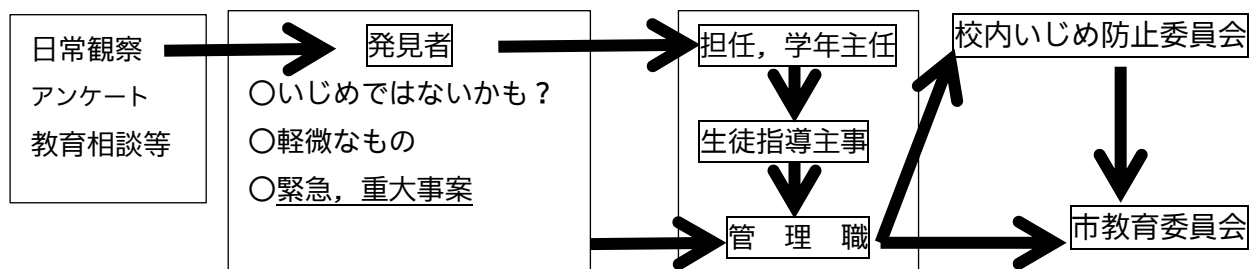 日常観察
アンケート
教育相談等
発見者
〇いじめではないかも？
〇軽微なもの
〇緊急，重大事案
担任，学年主任
生徒指導主事
管　理　職
校内いじめ防止委員会
市教育委員会